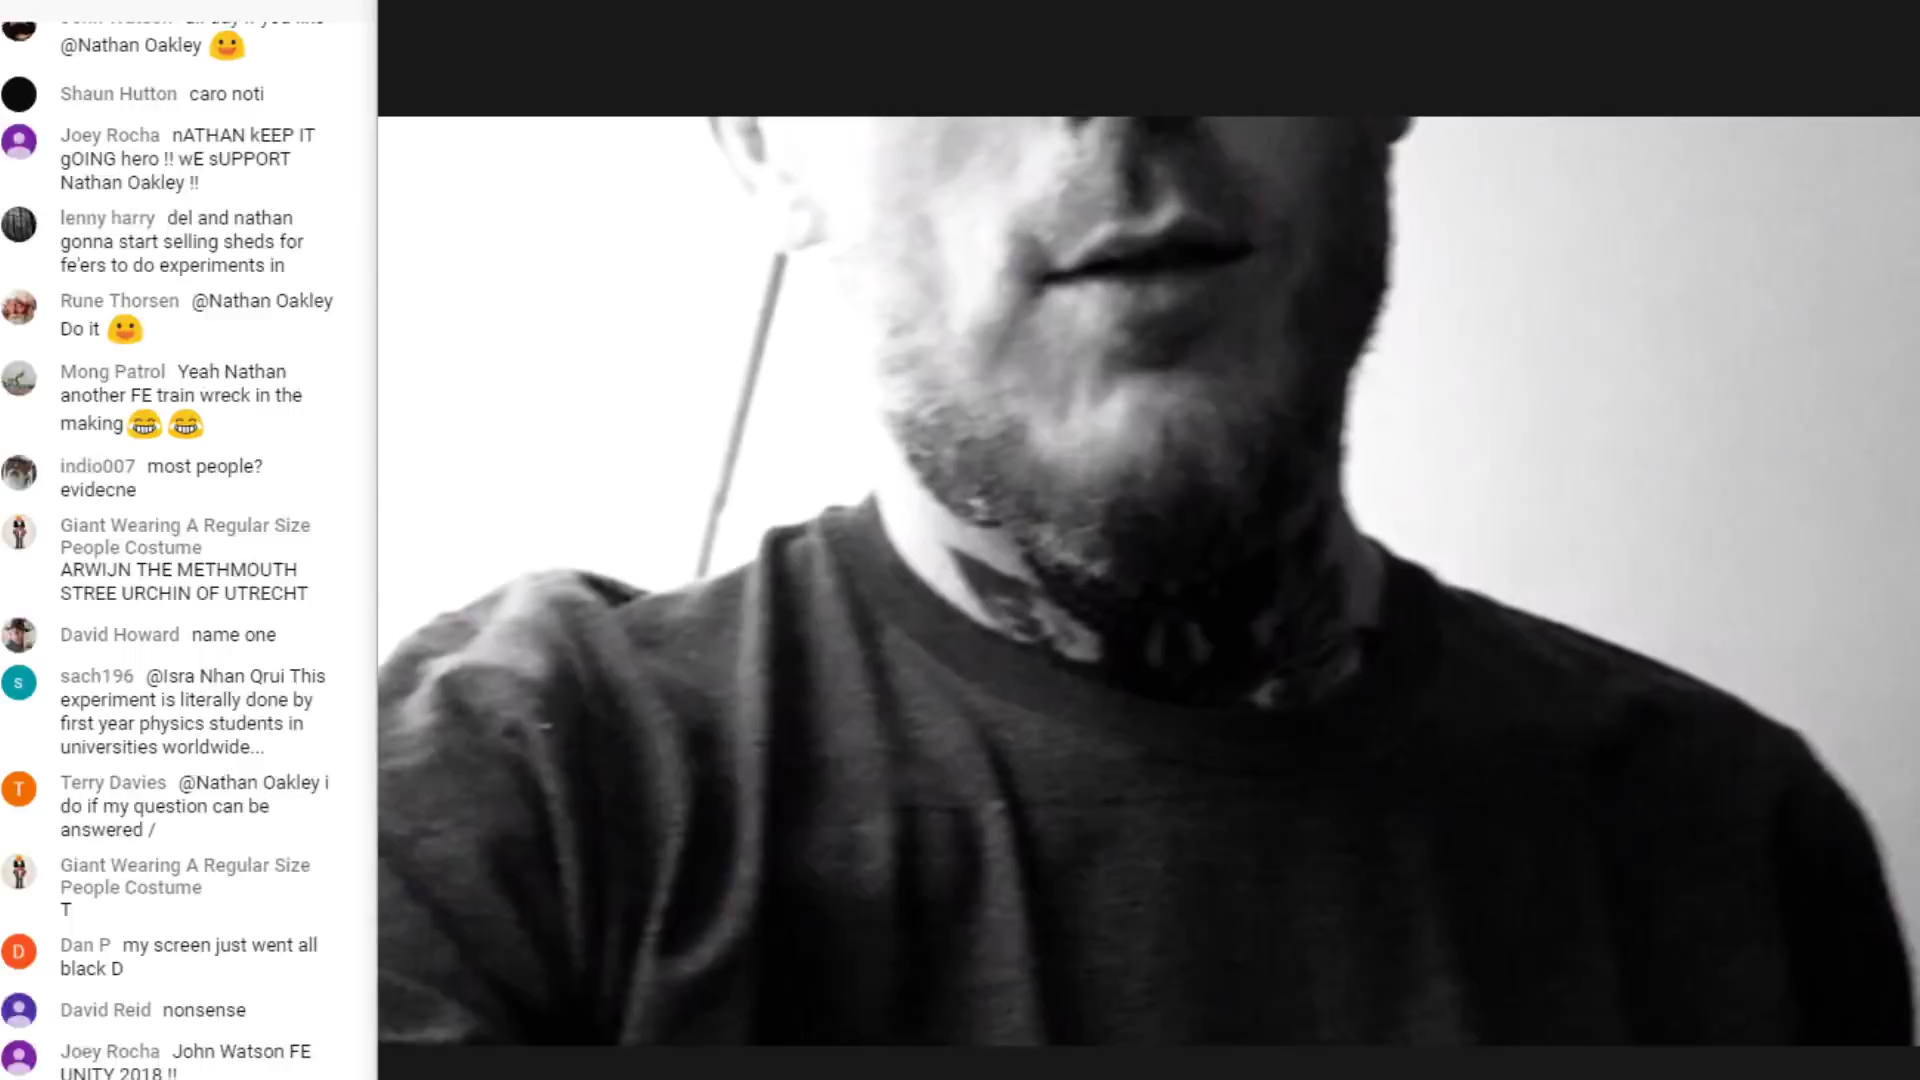 @Nathan Oakley
Shaun Hutton caro noti
Joey Rocha nATHAN kEEP IT
gOING hero !! wE sUPPORT
Nathan Oakley !!
lenny harry del and nathan
gonna start selling sheds for
fe'ers to do experiments in
Rune Thorsen @Nathan Oakley
Do it
Mong Patrol Yeah Nathan
another FE train wreck in the
making
indio007 most people?
evidecne
Giant Wearing A Regular Size
People Costume
ARWIJN THE METHMOUTH
STREE URCHIN OF UTRECHT
David Howard name one
s
sach196 @Isra Nhan Qrui This
experiment is literally done by
first year physics students in
universities worldwide...
T
Terry Davies @Nathan Oakley i
do if my question can be
answered /
Giant Wearing A Regular Size
People Costume
T
D
Dan P my screen just went all
black D
David Reid nonsense
Joey Rocha John Watson FE
UNITY 2018 !!